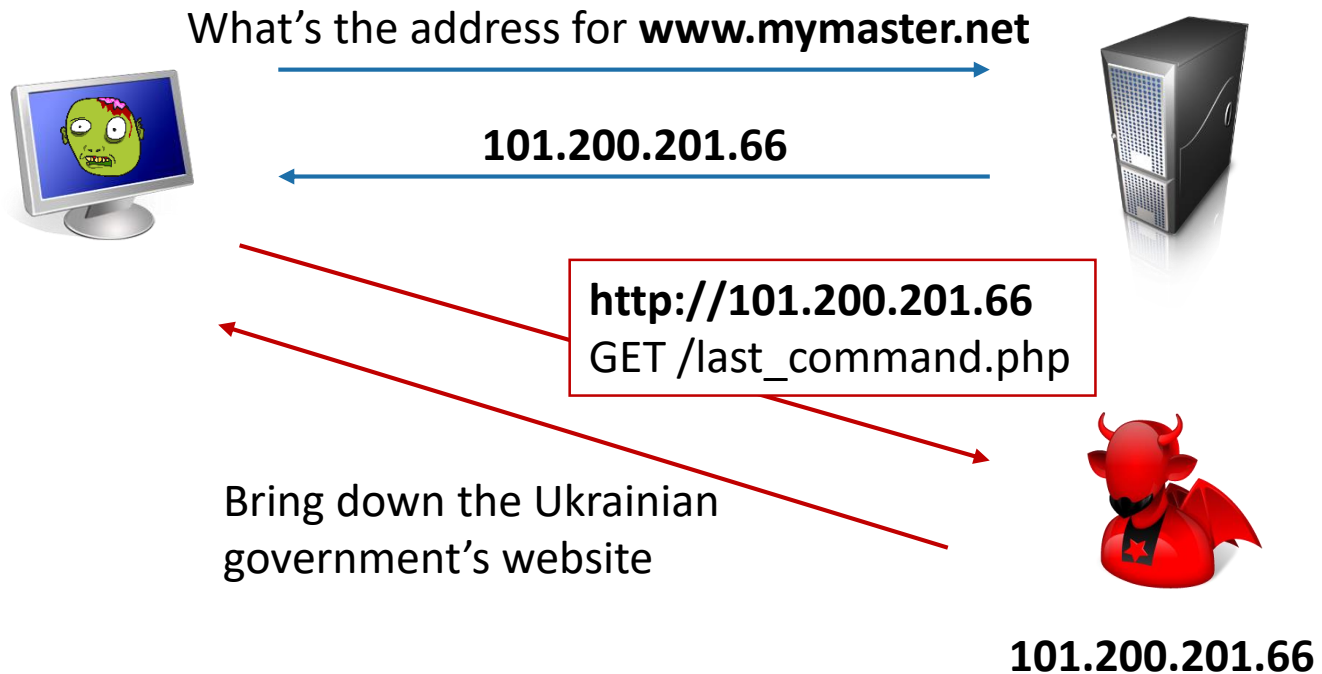 What’s the address for www.mymaster.net
101.200.201.66
http://101.200.201.66
GET /last_command.php
Bring down the Ukrainian
government’s website
101.200.201.66